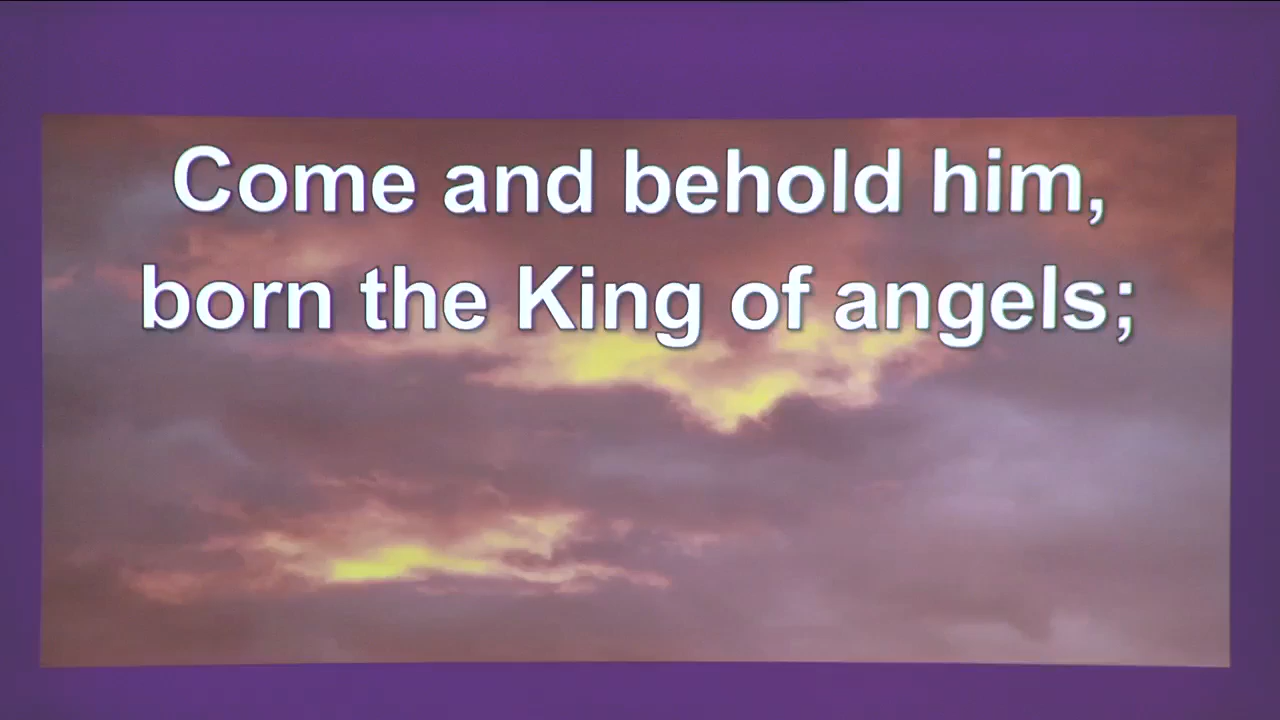 Come and behold him,
born the King of angels;